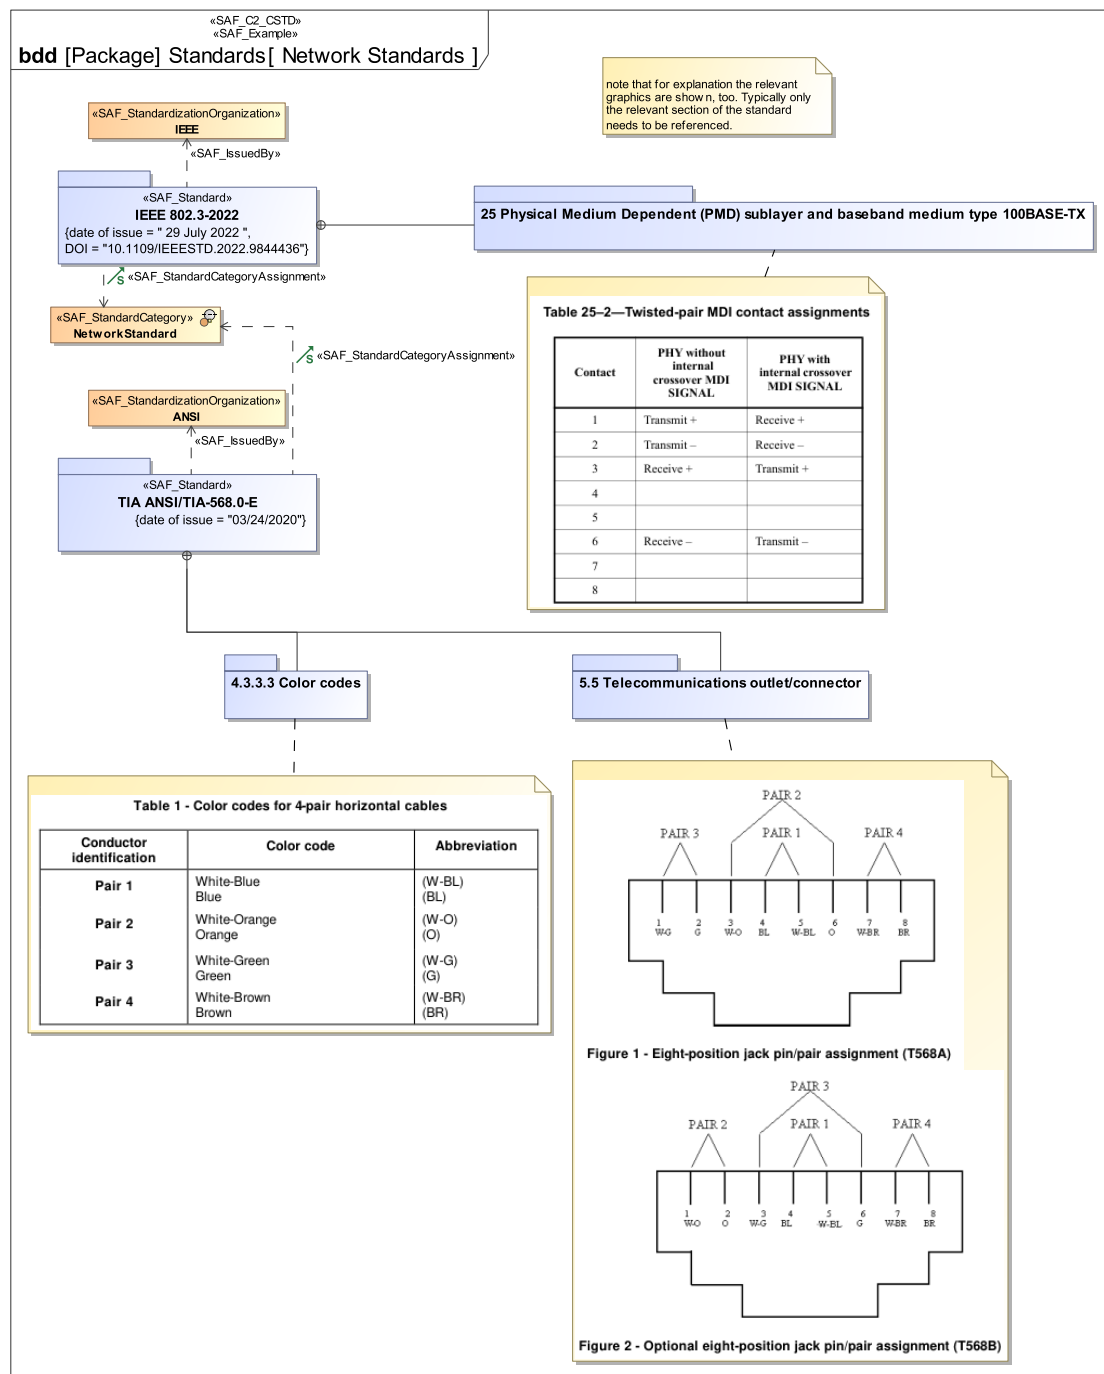 «SAF_C2_CSTD»
«SAF_Example»
bdd [Package] Standards[ Network Standards ]
note that for explanation the relevant
graphics are shown, too. Typically only
the relevant section of the standard
needs to be referenced.
«SAF_StandardizationOrganization»
IEEE
«SAF_IssuedBy»
«SAF_Standard»
IEEE 802.3-2022
{date of issue = " 29 July 2022 ",
DOI = "10.1109/IEEESTD.2022.9844436"}
25 Physical Medium Dependent (PMD) sublayer and baseband medium type 100BASE-TX
S «SAF_StandardCategoryAssignment»
«SAF_StandardCategory»
NetworkStandard
S «SAF_StandardCategoryAssignment»
«SAF_StandardizationOrganization»
ANSI
«SAF_IssuedBy»
«SAF_Standard»
TIA ANSI/TIA-568.0-E
{date of issue = "03/24/2020"}
Table 25–2—Twisted-pair MDI contact assignments
Contact
PHY without
internal
crossover MDI
SIGNAL
PHY with
internal crossover
MDI SIGNAL
1 Transmit + Receive +
2 Transmit – Receive –
3 Receive + Transmit +
4
5
6 Receive – Transmit –
7
8
4.3.3.3 Color codes
5.5 Telecommunications outlet/connector
Table 1 - Color codes for 4-pair horizontal cables
Conductor
identification
Color code
Abbreviation
Pair 1
White-Blue
Blue
(W-BL)
(BL)
Pair 2
White-Orange
Orange
(W-O)
(O)
Pair 3
White-Green
Green
(W-G)
(G)
Pair 4
White-Brown
Brown
(W-BR)
(BR)
PAIR 2
PAIR 3 PAIR 1 PAIR 4
1 2 3 4 5 6 7 8
W-G G W-O BL W-BL O W-BR BR
Figure 1 - Eight-position jack pin/pair assignment (T568A)
PAIR 3
PAIR 2 PAIR 1 PAIR 4
1 2 3 4 5 6 7 8
W-O O W-G BL W-BL G W-BR BR
Figure 2 - Optional eight-position jack pin/pair assignment (T568B)